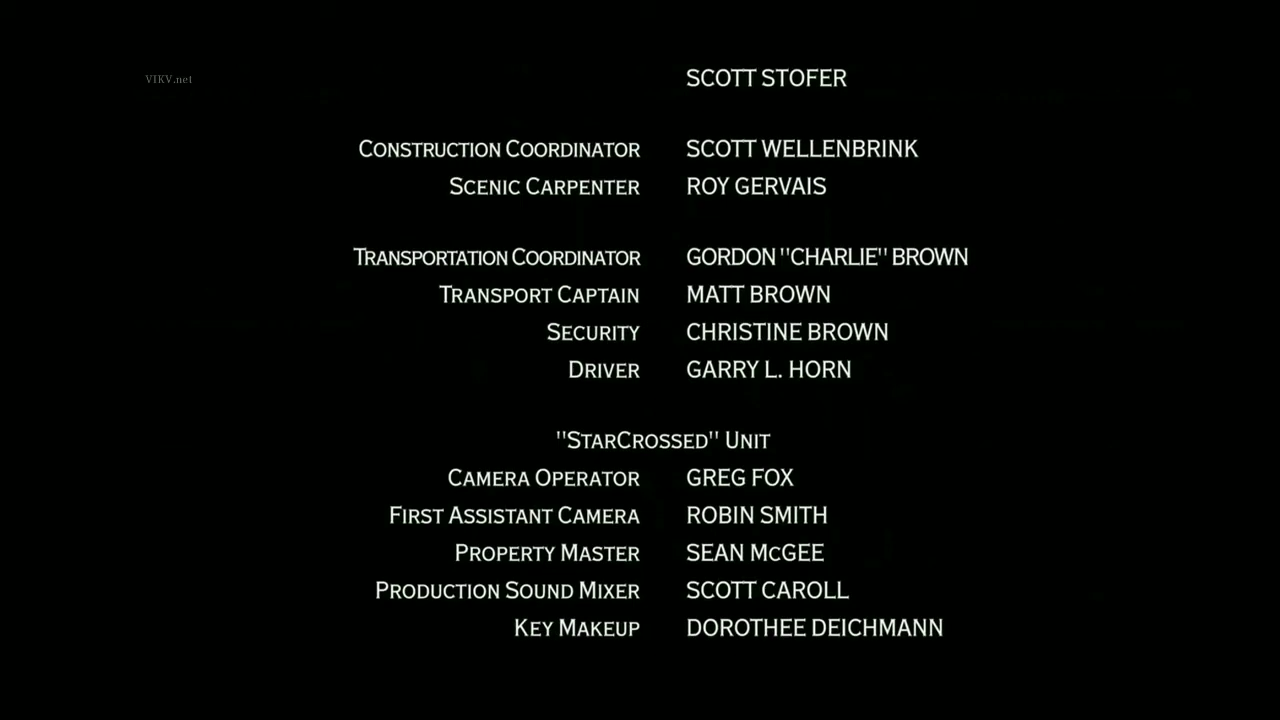 VIKV.net
SCOTT STOFER
Construction Coordinator SCOTT WELLENBRINK
Scenic Carpenter ROY GERVAIS
Transportation Coordinator GORDON "CHARLIE" BROWN
Transport Captain MATT BROWN
Security CHRISTINE BROWN
Driver GARRY L. HORN
"StarCrossed" Unit
Camera Operator GREG FOX
First Assistant Camera ROBIN SMITH
Property Master SEAN McGEE
Production Sound Mixer SCOTT CAROLL
Key Makeup DOROTHEE DEICHMANN